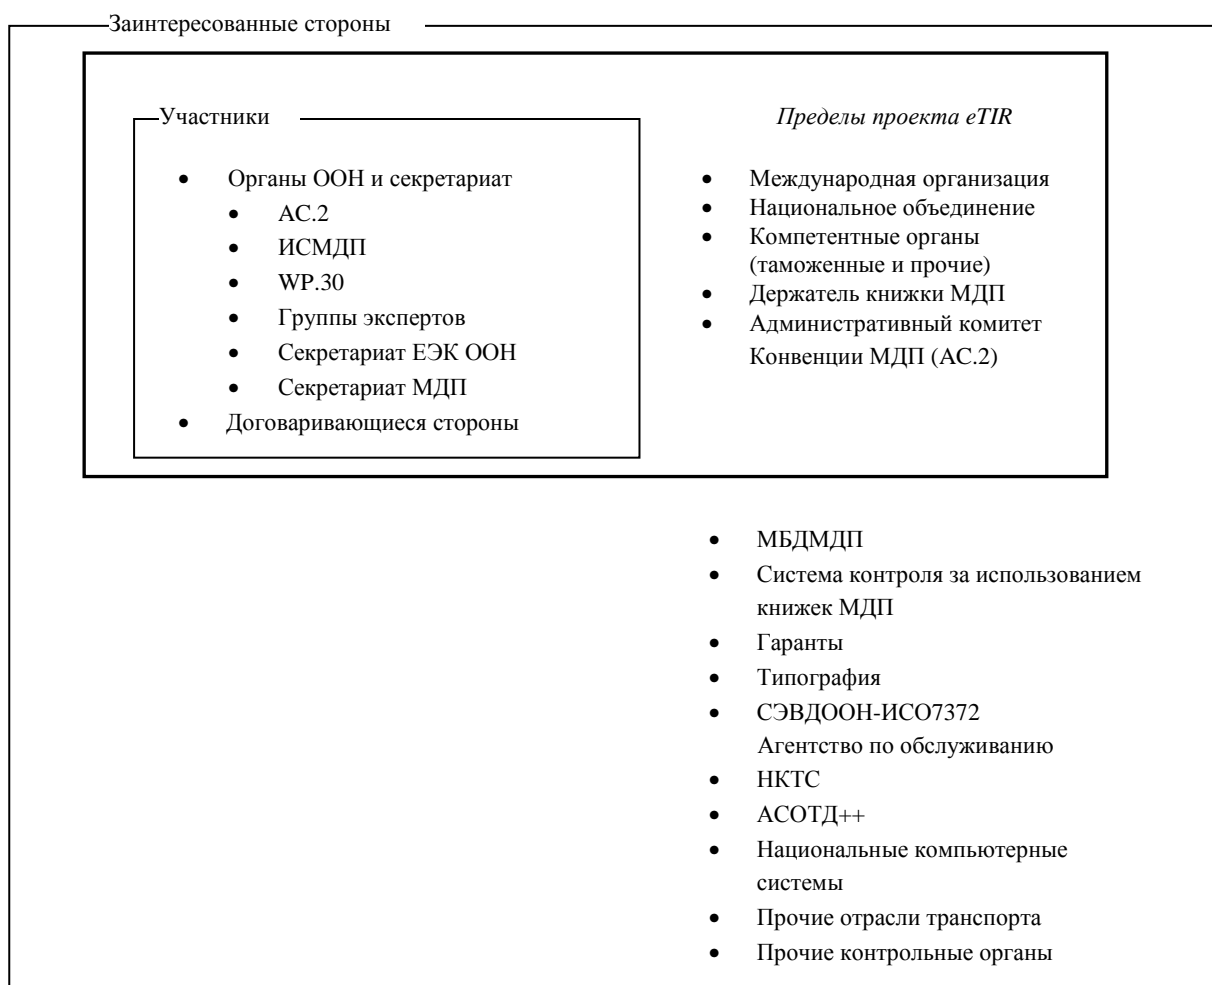 Заинтересованные стороны
Участники
• Органы ООН и секретариат
• AC.2
• ИСМДП
• WP.30
• Группы экспертов
• Секретариат ЕЭК ООН
• Секретариат МДП
• Договаривающиеся стороны
Пределы проекта eTIR
• Международная организация
• Национальное объединение
• Компетентные органы
(таможенные и прочие)
• Держатель книжки МДП
• Административный комитет
Конвенции МДП (AC.2)
• МБДМДП
• Система контроля за использованием
книжек МДП
• Гаранты
• Типография
• СЭВДООН-ИСО7372
Агентство по обслуживанию
• НКТС
• АСОТД++
• Национальные компьютерные
системы
• Прочие отрасли транспорта
• Прочие контрольные органы